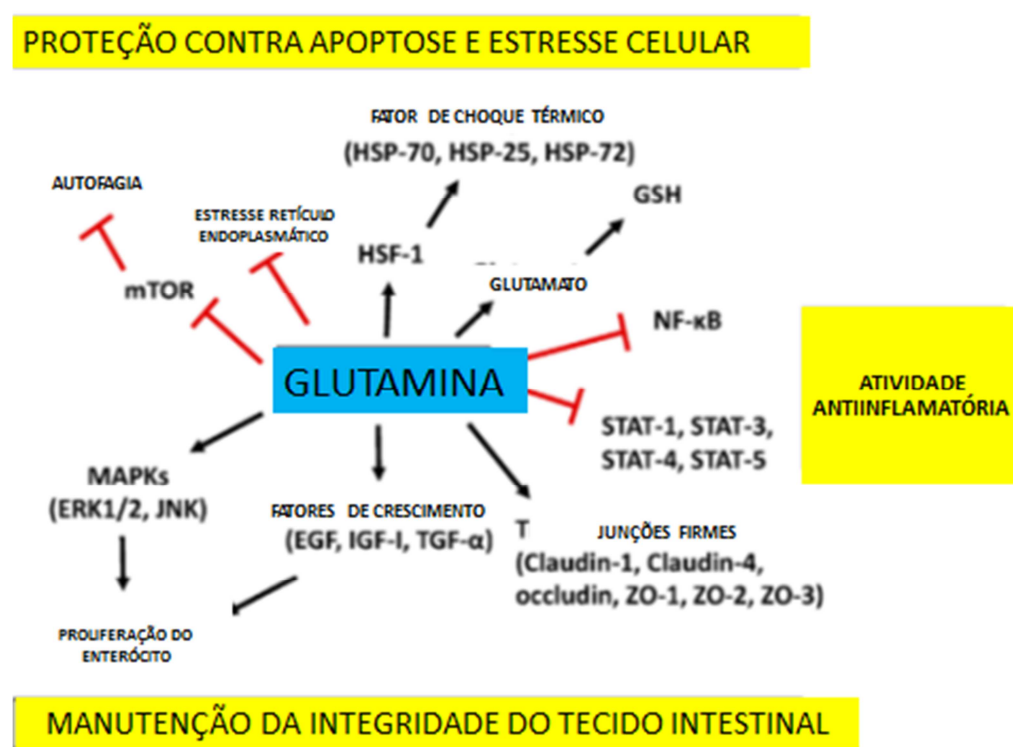 PROTEÇÃO CONTRA APOPTOSE E ESTRESSE CELULAR
FATOR DE CHOQUE TÉRMICO
(HSP-70, HSP-25, HSP-72)
AUTOFAGIA
GSH
ESTRESSE RETÍCULO
ENDOPLASMÁTICO
HSF-1
GLUTAMATO
mTOR
NF-κB
GLUTAMINA
ATIVIDADE
ANTIINFLAMATÓRIA
STAT-1, STAT-3,
STAT-4, STAT-5
MAPKs
(ERK1/2, JNK)
FATORES DE CRESCIMENTO
(EGF, IGF-I, TGF-α)
T JUNÇÕES FIRMES
(Claudin-1, Claudin-4,
occludin, ZO-1, ZO-2, ZO-3)
PROLIFERAÇÃO DO
ENTERÓCITO
MANUTENÇÃO DA INTEGRIDADE DO TECIDO INTESTINAL